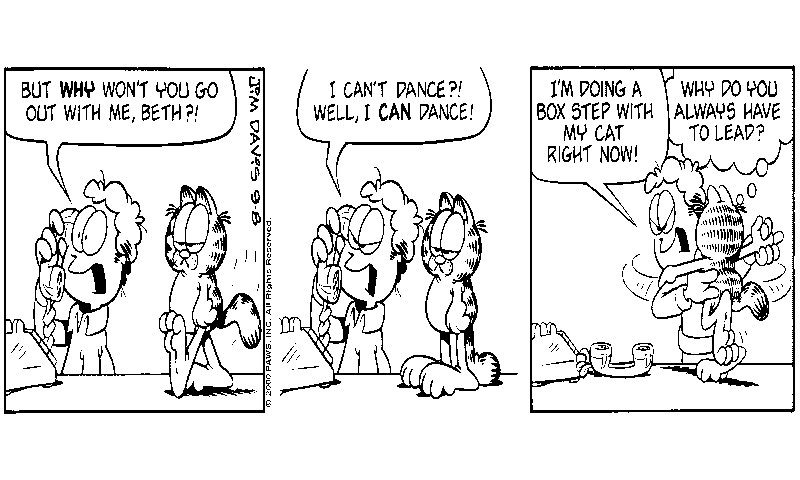 BUT WHY WON'T YOU GO
OUT WITH ME, BETH?!
JIM DAVIS 9-8
© 2000 PAWS, INC. All Rights Reserved.
I CAN'T DANCE?!
WELL, I CAN DANCE!
I'M DOING A
BOX STEP WITH
MY CAT
RIGHT NOW!
WHY DO YOU
ALWAYS HAVE
TO LEAD?